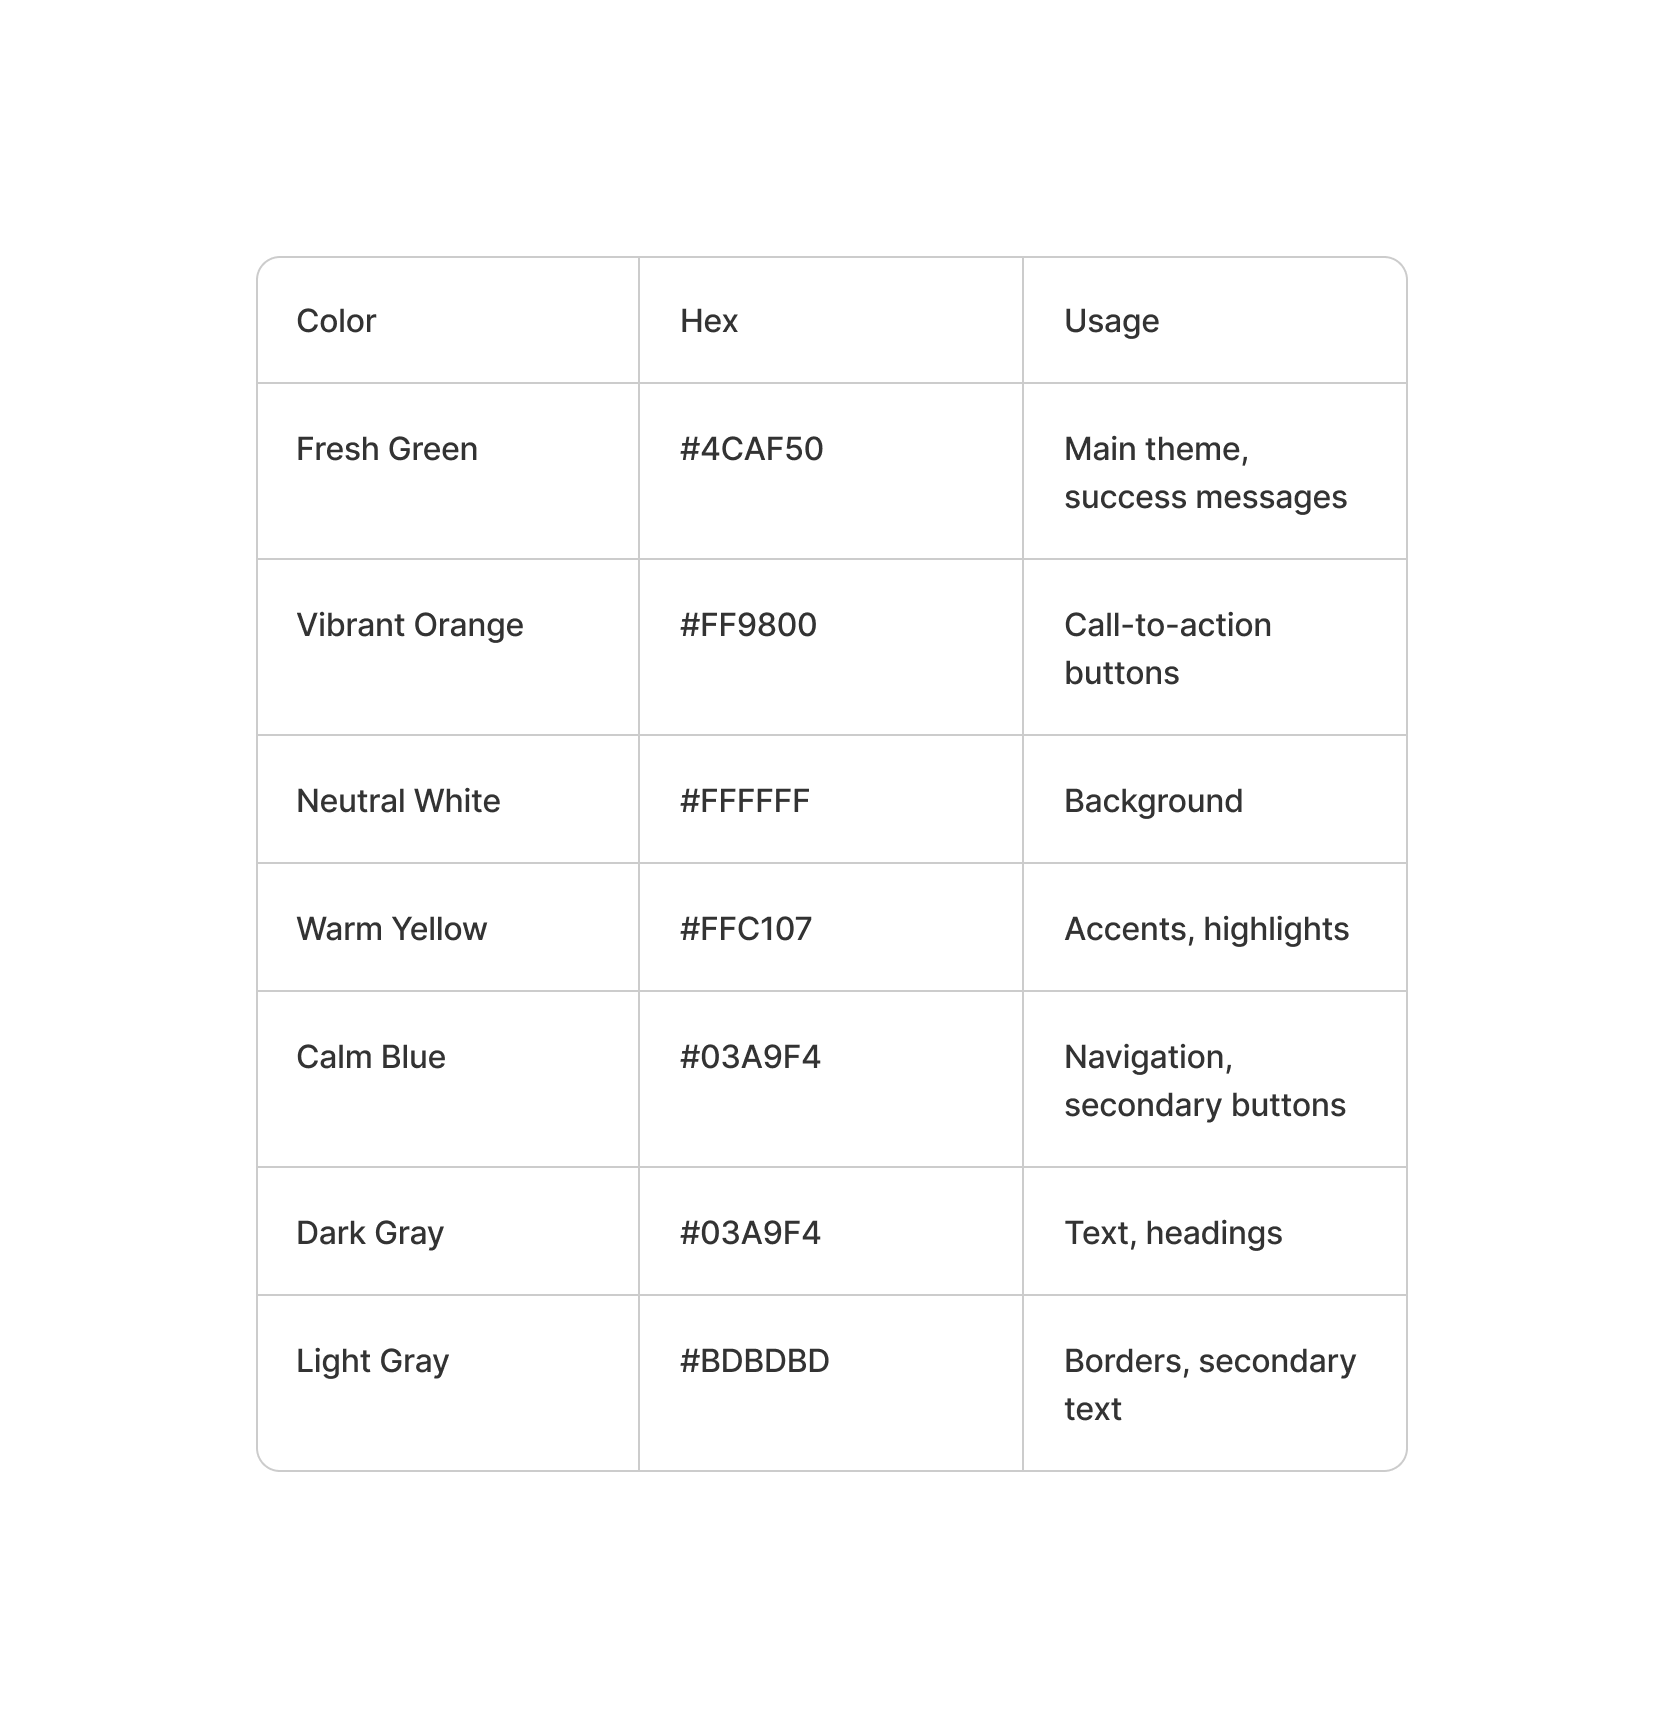 Color Hex Usage
Fresh Green #4CAF50 Main theme,
success messages
Vibrant Orange #FF9800 Call-to-action
buttons
Neutral White #FFFFFF Background
Warm Yellow #FFC107 Accents, highlights
Calm Blue #03A9F4 Navigation,
secondary buttons
Dark Gray #03A9F4 Text, headings
Light Gray #BDBDBD Borders, secondary
text